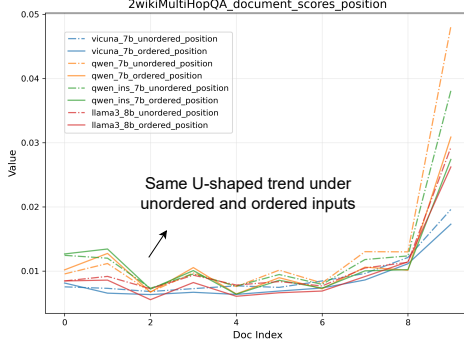 2wikiMultiHopQA_document_scores_position
0.05
0.04
0.03
0.02
0.01
Value
vicuna_7b_unordered_position
vicuna_7b_ordered_position
qwen_7b_unordered_position
qwen_7b_ordered_position
qwen_ins_7b_unordered_position
qwen_ins_7b_ordered_position
llama3_8b_unordered_position
llama3_8b_ordered_position
Same U-shaped trend under
unordered and ordered inputs
0 2 4 6 8
Doc Index